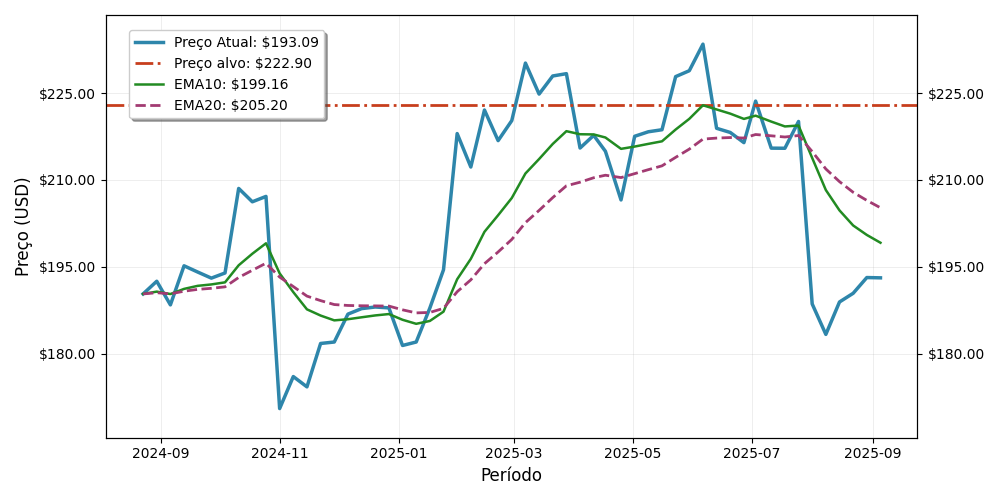 Preço Atual: $193.09
Preço alvo: $222.90
EMA10: $199.16
EMA20: $205.20
$225.00
$225.00
$210.00
$210.00
$195.00
$195.00
$180.00
$180.00
Preço (USD)
2024-09
2024-11
2025-01
2025-03
2025-05
2025-07
2025-09
Período